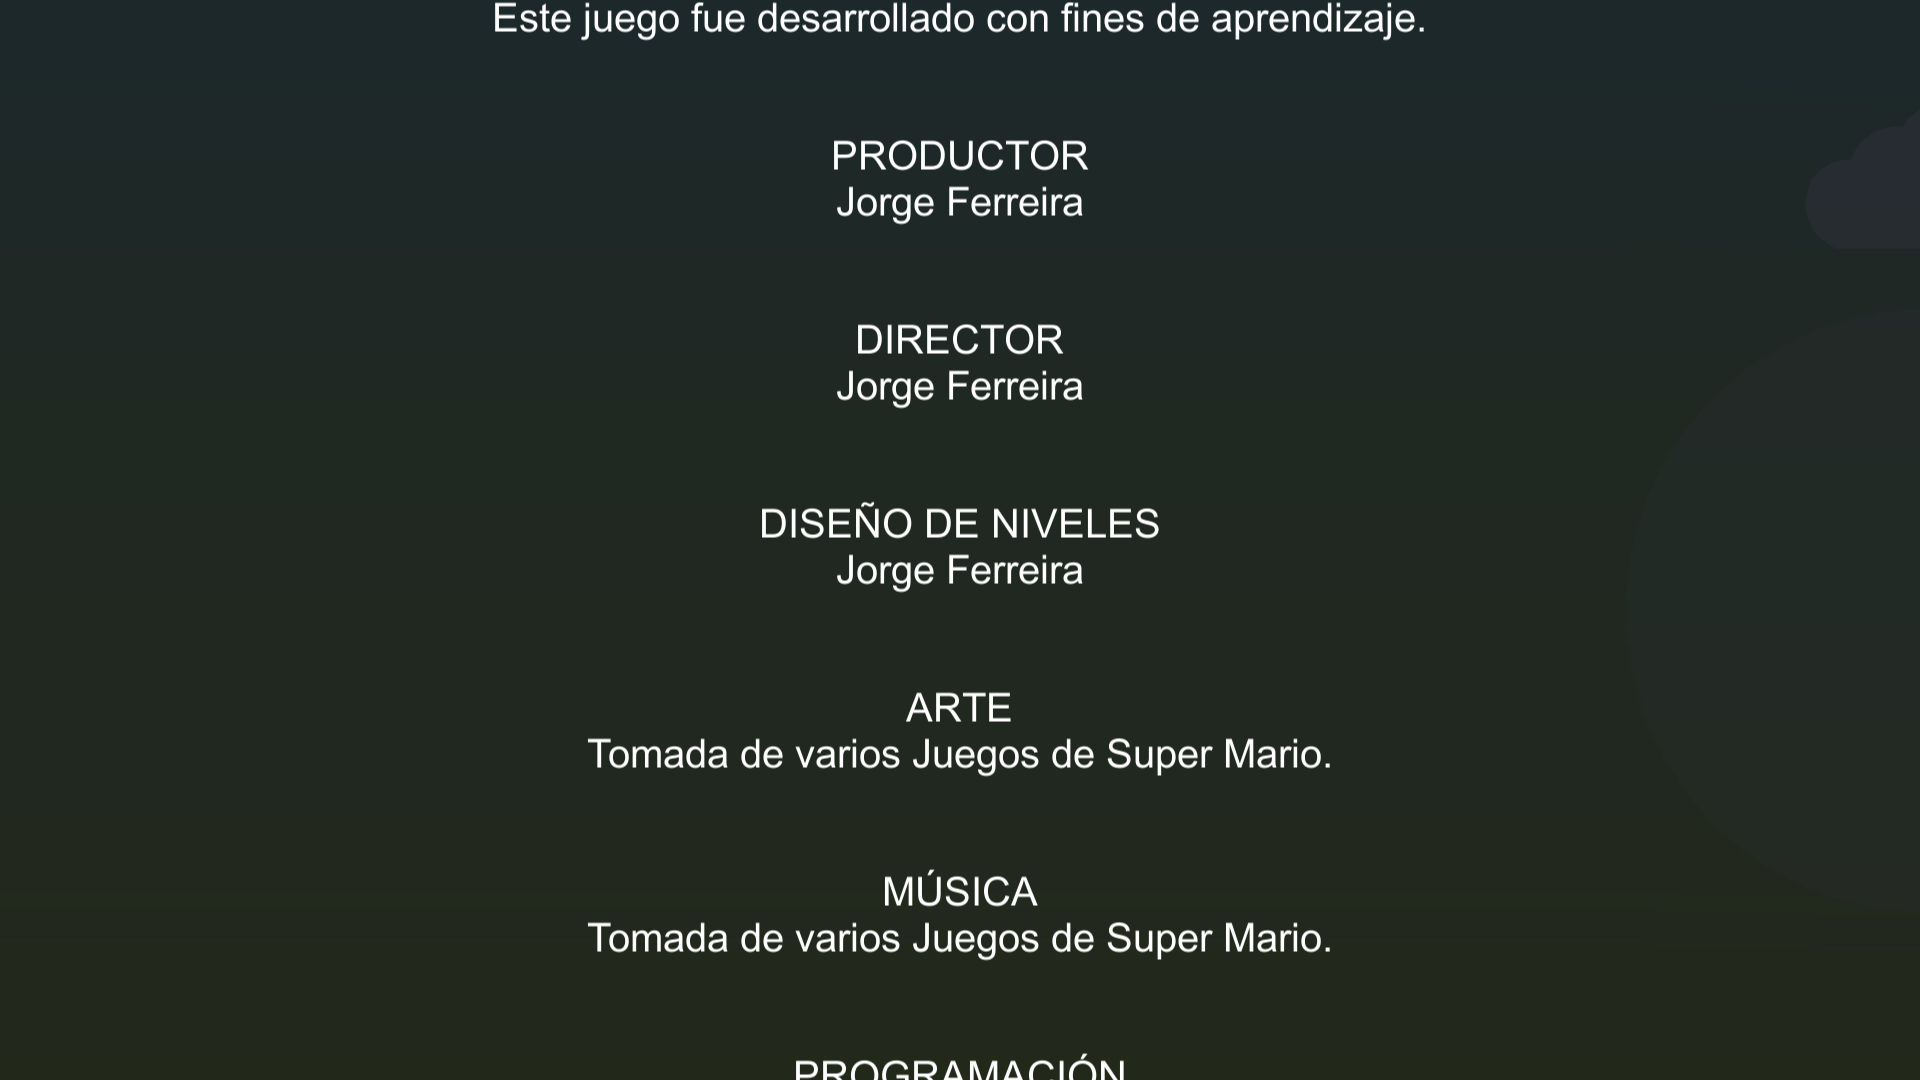 Este juego fue desarrollado con fines de aprendizaje.
PRODUCTOR
Jorge Ferreira
DIRECTOR
Jorge Ferreira
DISEÑO DE NIVELES
Jorge Ferreira
ARTE
Tomada de varios Juegos de Super Mario.
MÚSICA
Tomada de varios Juegos de Super Mario.
PROGRAMACIÓN